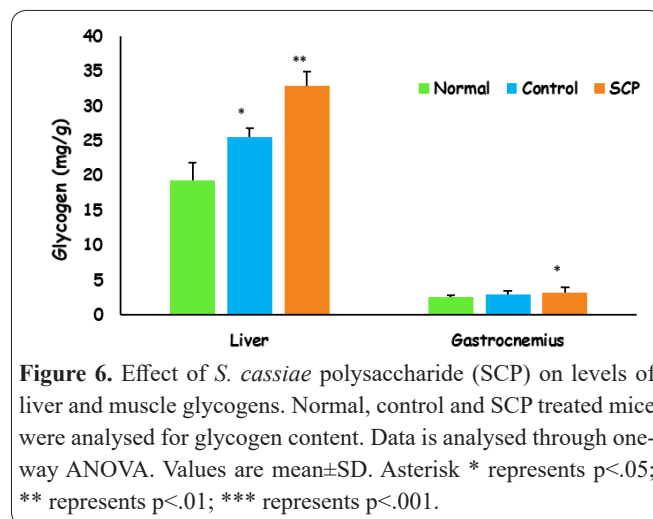 40
35
30
25
20
15
10
5
0
Glycogen (mg/g)
**
*
*
Normal Control SCP
Liver Gastrocnemius
Figure 6. Effect of S. cassiae polysaccharide (SCP) on levels of
liver and muscle glycogens. Normal, control and SCP treated mice
were analysed for glycogen content. Data is analysed through one-
way ANOVA. Values are mean±SD. Asterisk * represents p<.05;
** represents p<.01; *** represents p<.001.